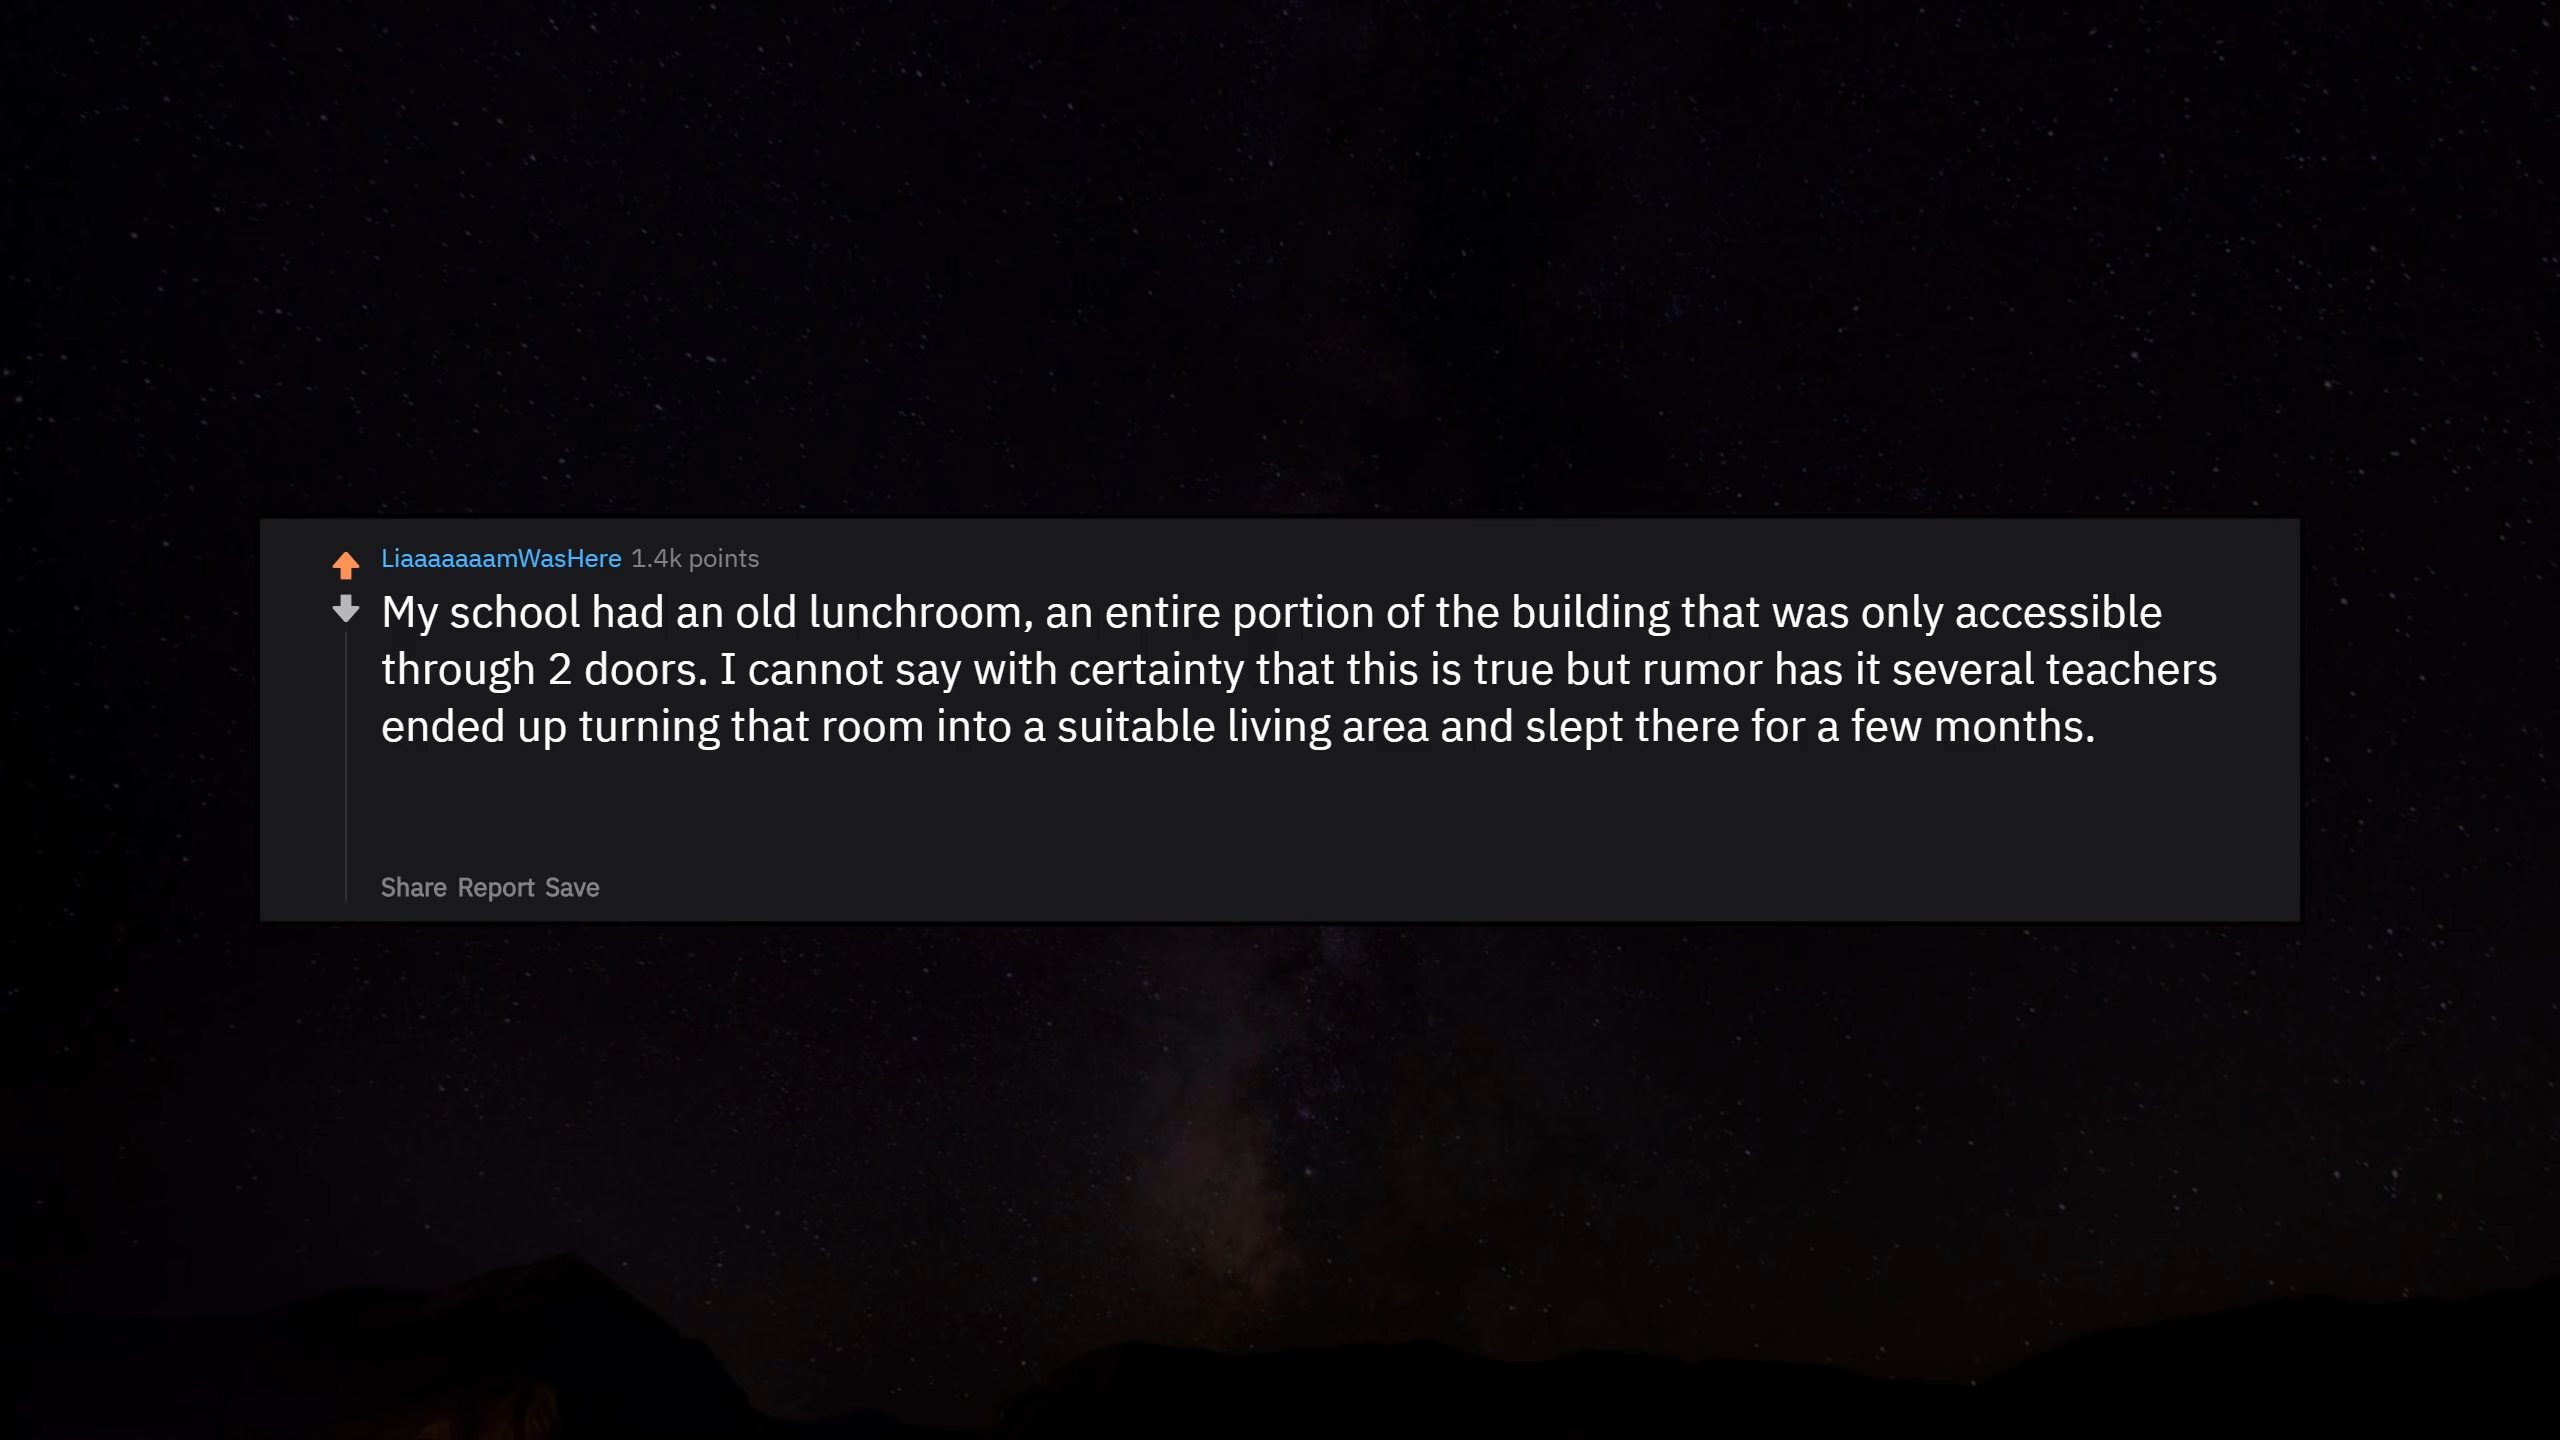 LiaaaaaaamWasHere 1.4k points
My school had an old lunchroom, an entire portion of the building that was only accessible
through 2 doors. I cannot say with certainty that this is true but rumor has it several teachers
ended up turning that room into a suitable living area and slept there for a few months.
Share Report Save